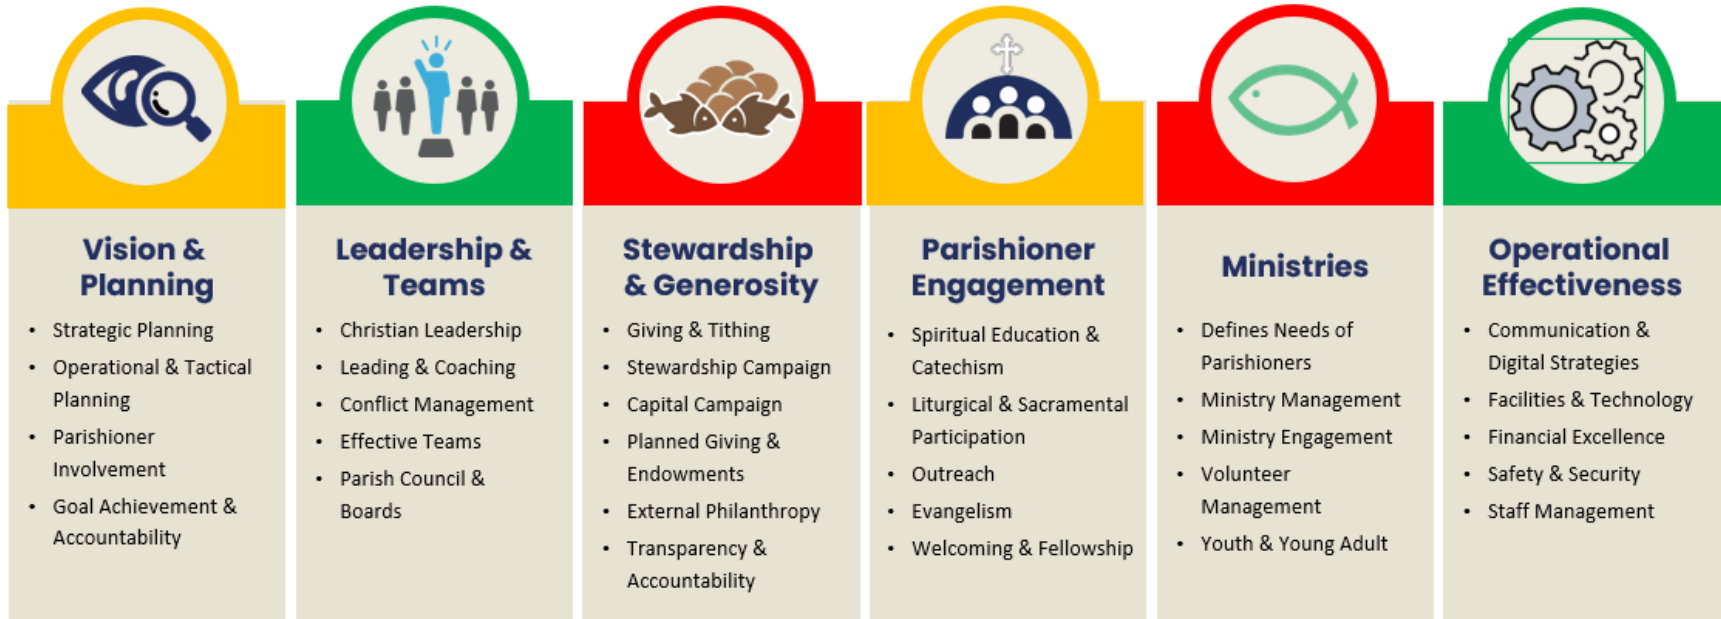 Vision &
Planning
• Strategic Planning
• Operational & Tactical
Planning
• Parishioner
Involvement
• Goal Achievement &
Accountability
Leadership &
Teams
• Christian Leadership
• Leading & Coaching
• Conflict Management
• Effective Teams
• Parish Council &
Boards
Stewardship
& Generosity
• Giving & Tithing
• Stewardship Campaign
• Capital Campaign
• Planned Giving &
Endowments
• External Philanthropy
• Transparency &
Accountability
Parishioner
Engagement
• Spiritual Education &
Catechism
• Liturgical & Sacramental
Participation
• Outreach
• Evangelism
• Welcoming & Fellowship
Ministries
• Defines Needs of
Parishioners
• Ministry Management
• Ministry Engagement
• Volunteer
Management
• Youth & Young Adult
Operational
Effectiveness
• Communication &
Digital Strategies
• Facilities & Technology
• Financial Excellence
• Safety & Security
• Staff Management